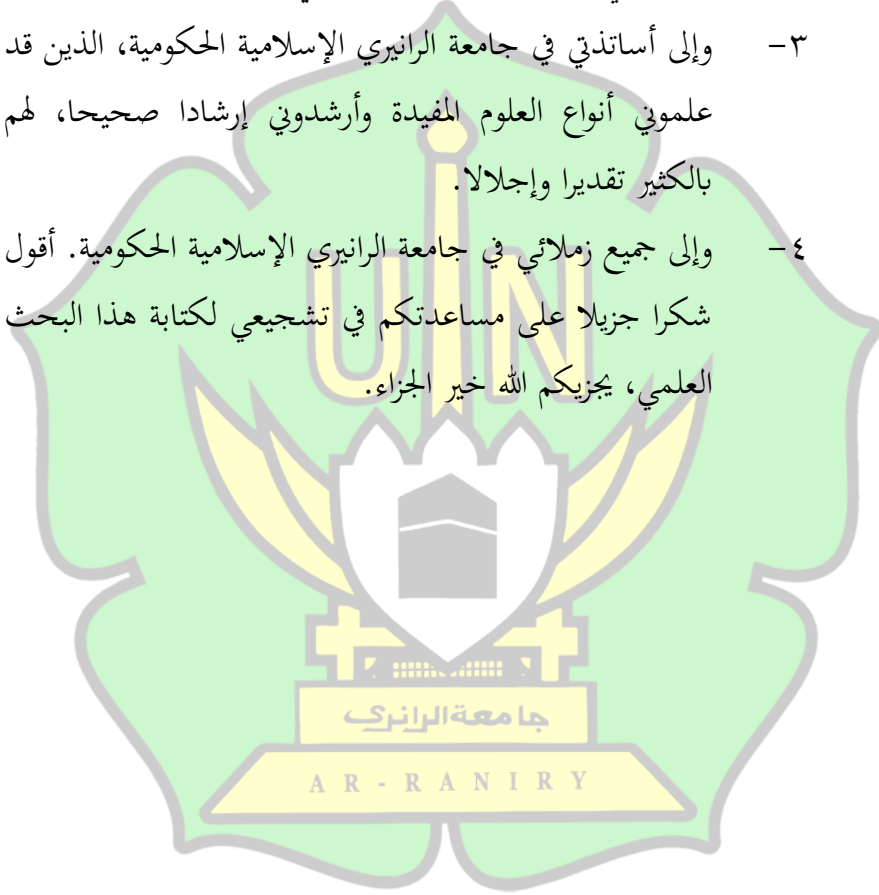 ٣- وإلى أساتذتي في جامعة الرانيري الإسلامية الحكومية، الذين قد
علموني أنواع العلوم المفيدة وأرشدوني إرشادا صحيحا، لهم
بالكثير تقديرا وإجلالا.
٤- وإلى جميع زملائي في جامعة الرانيري الإسلامية الحكومية. أقول
شكرا جزيلا على مساعدتكم في تشجيعي لكتابة هذا البحث
العلمي، يجزيكم الله خير الجزاء.
UIN
جامعة الرانري
AR-RANIRY